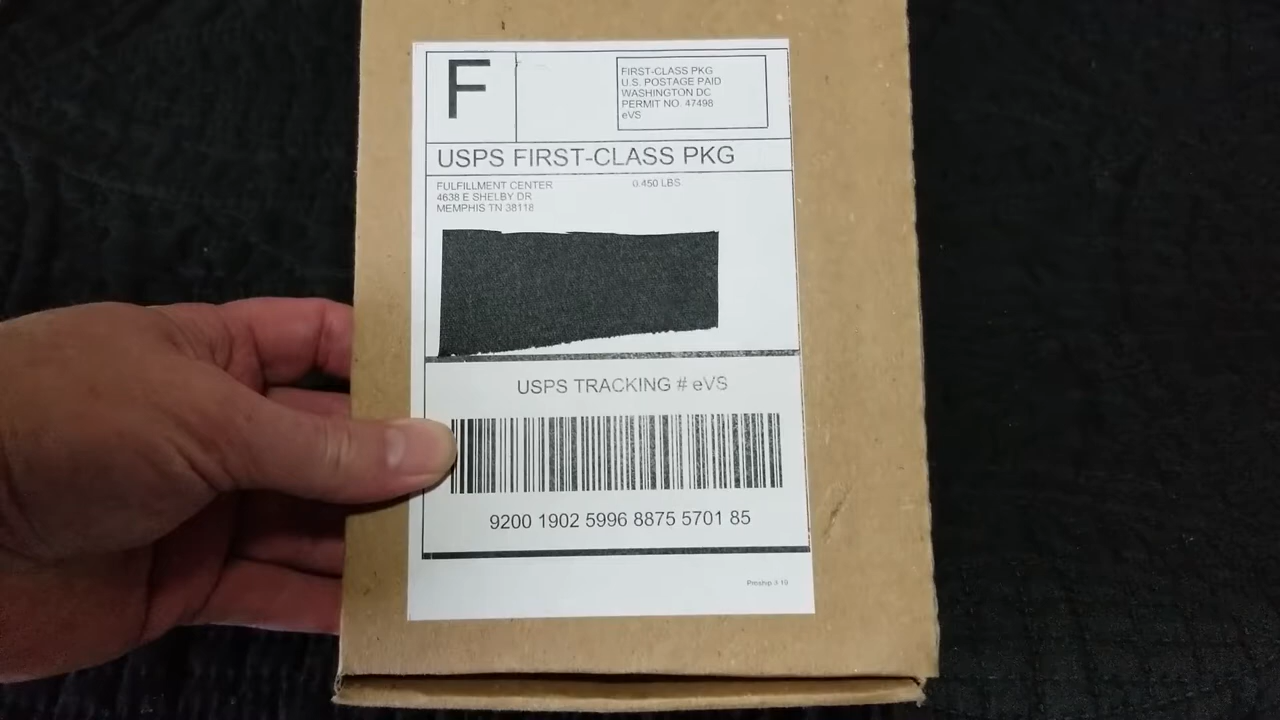 F
FIRST-CLASS PKG
U.S. POSTAGE PAID
WASHINGTON DC
PERMIT NO. 47498
eVS
USPS FIRST-CLASS PKG
FULFILLMENT CENTER 0.450 LBS
4638 E SHELBY DR
MEMPHIS TN 38118
USPS TRACKING # eVS
9200 1902 5996 8875 5701 85